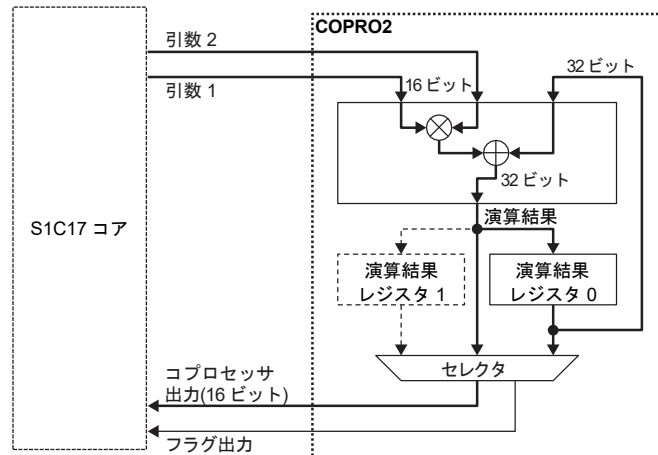 COPRO2
引数 2
引数 1
16 ビット
32 ビット
32 ビット
S1C17 コア
演算結果
演算結果
レジスタ 1
演算結果
レジスタ 0
セレクタ
コプロセッサ
出力(16 ビット)
フラグ出力